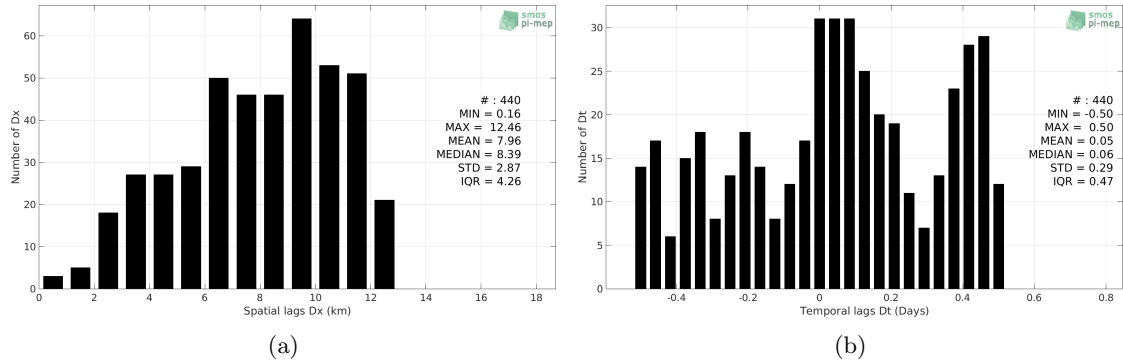 smos
pi-mep
60
50
40
30
20
10
0
Number of Dx
# : 440
MIN = 0.16
MAX = 12.46
MEAN = 7.96
MEDIAN = 8.39
STD = 2.87
IQR = 4.26
0 2 4 6 8 10 12 14 16 18
Spatial lags Dx (km)
(a)
smos
pi-mep
30
25
20
15
10
5
0
Number of Dt
# : 440
MIN = -0.50
MAX = 0.50
MEAN = 0.05
MEDIAN = 0.06
STD = 0.29
IQR = 0.47
-0.4 -0.2 0 0.2 0.4 0.6 0.8
Temporal lags Dt (Days)
(b)